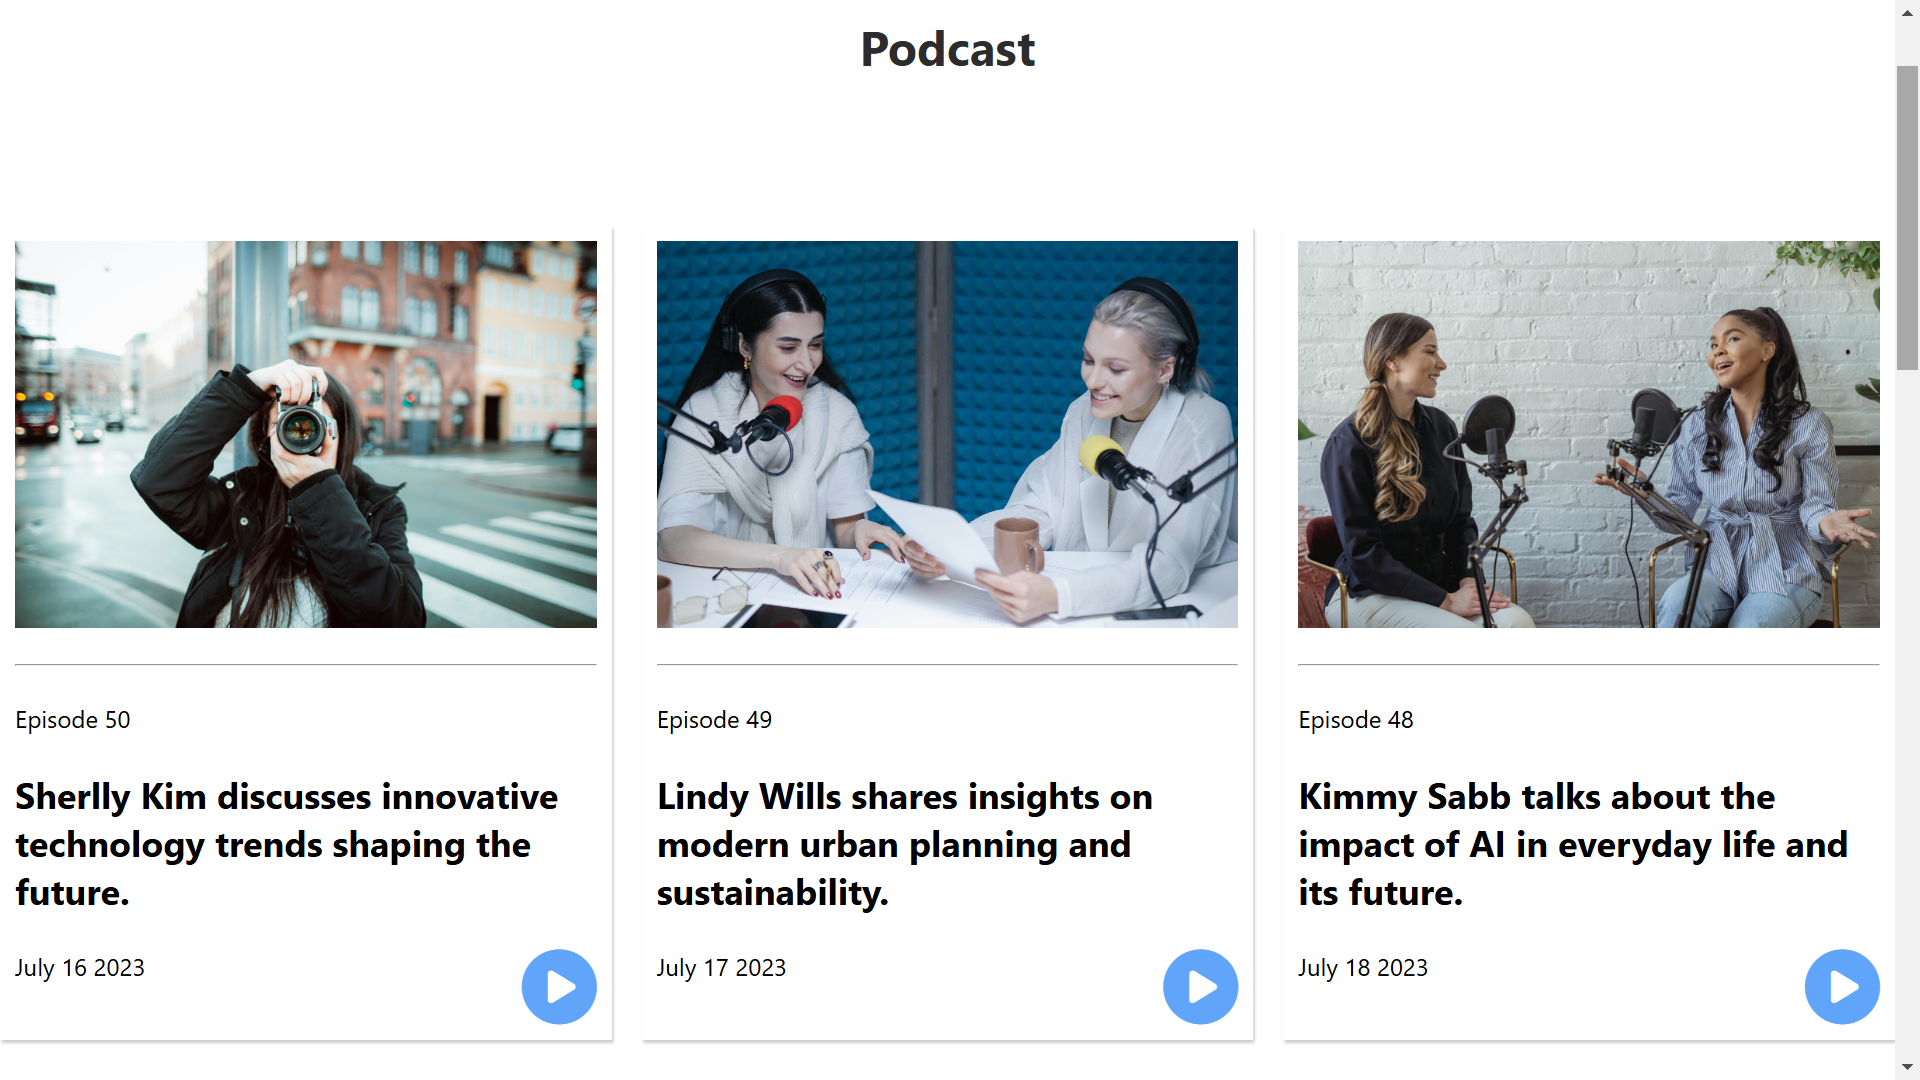 Podcast
Episode 50
Sherlly Kim discusses innovative
technology trends shaping the
future.
July 16 2023
Episode 49
Lindy Wills shares insights on
modern urban planning and
sustainability.
July 17 2023
Episode 48
Kimmy Sabb talks about the
impact of AI in everyday life and
its future.
July 18 2023